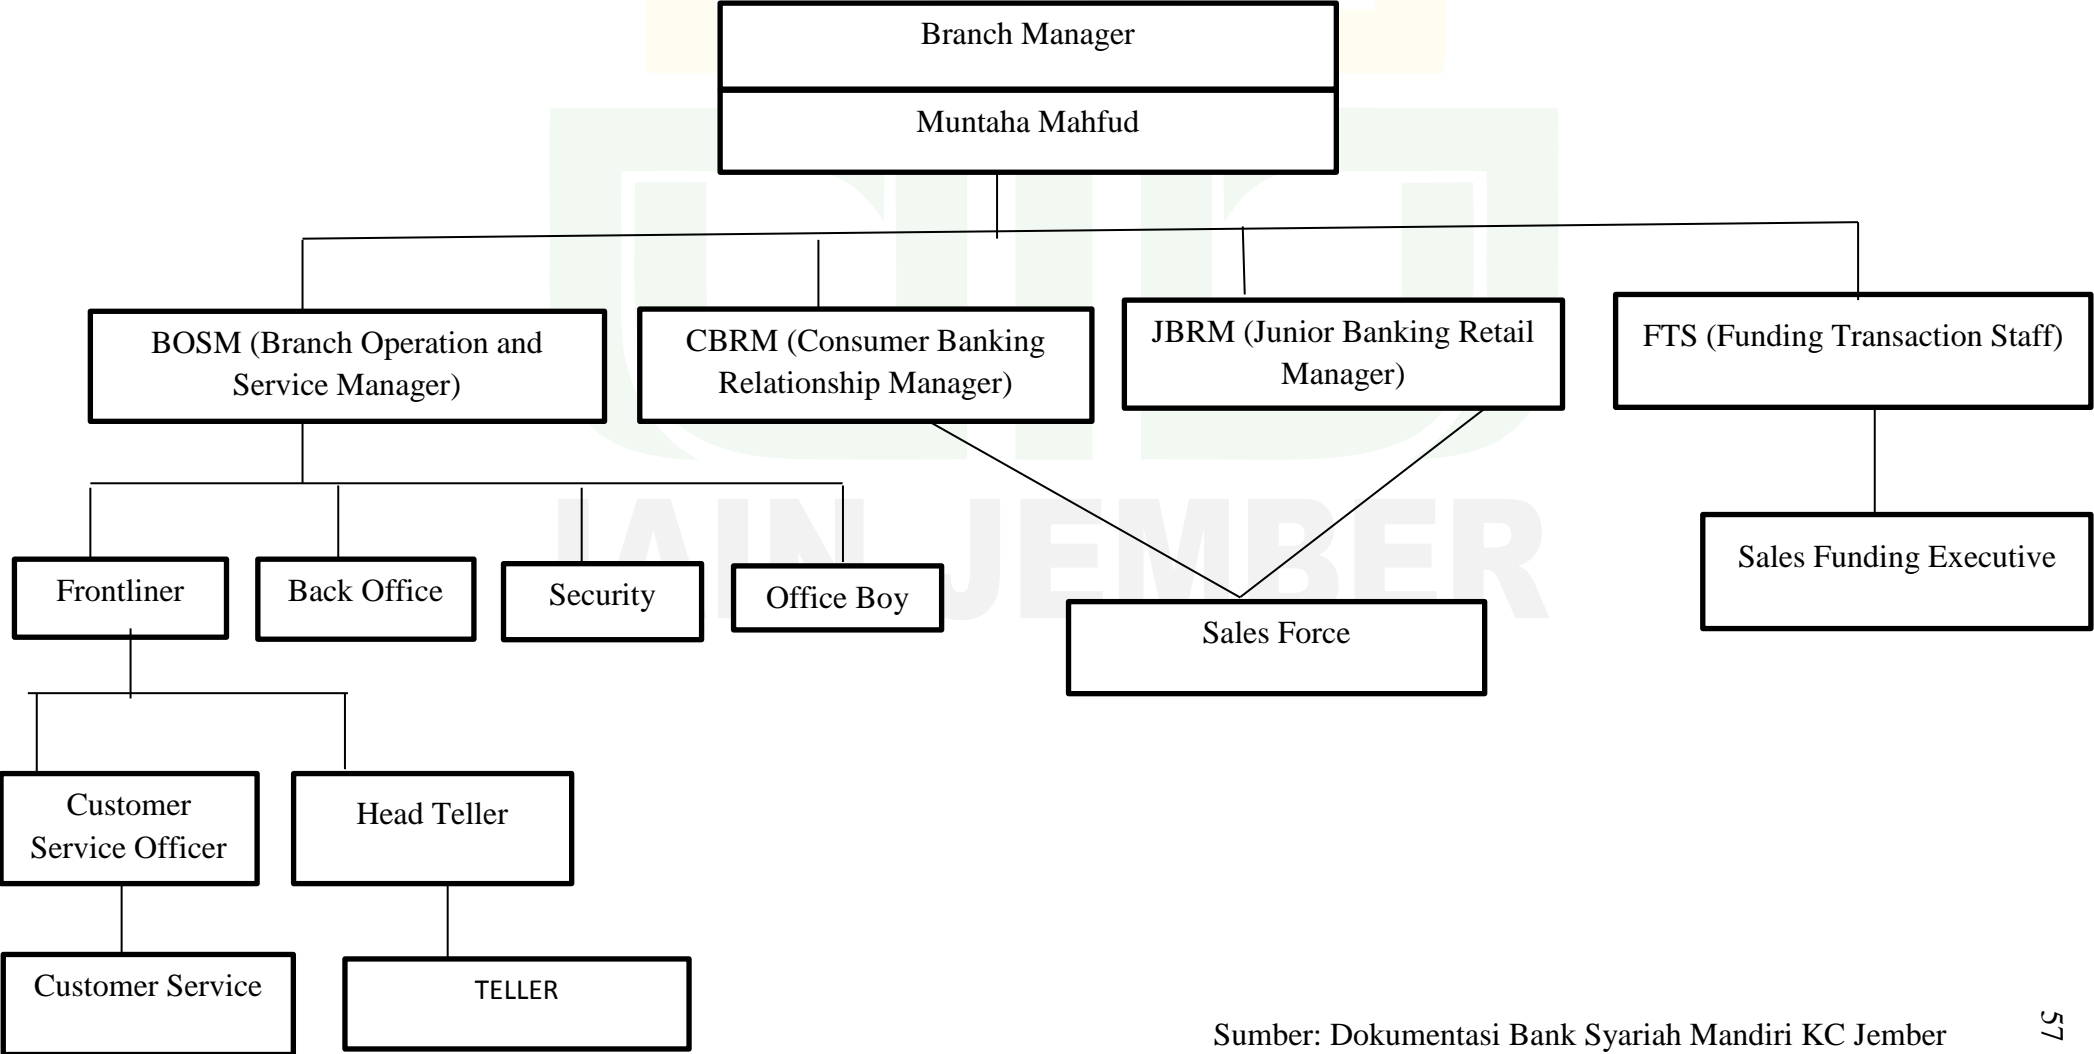 Branch Manager
Muntaha Mahfud
BOSM (Branch Operation and
Service Manager)
CBRM (Consumer Banking
Relationship Manager)
JBRM (Junior Banking Retail
Manager)
FTS (Funding Transaction Staff)
Frontliner
Back Office
Security
Office Boy
Sales Force
Sales Funding Executive
Customer
Service Officer
Head Teller
Customer Service
TELLER
IAIN JEMBER
Sumber: Dokumentasi Bank Syariah Mandiri KC Jember
57